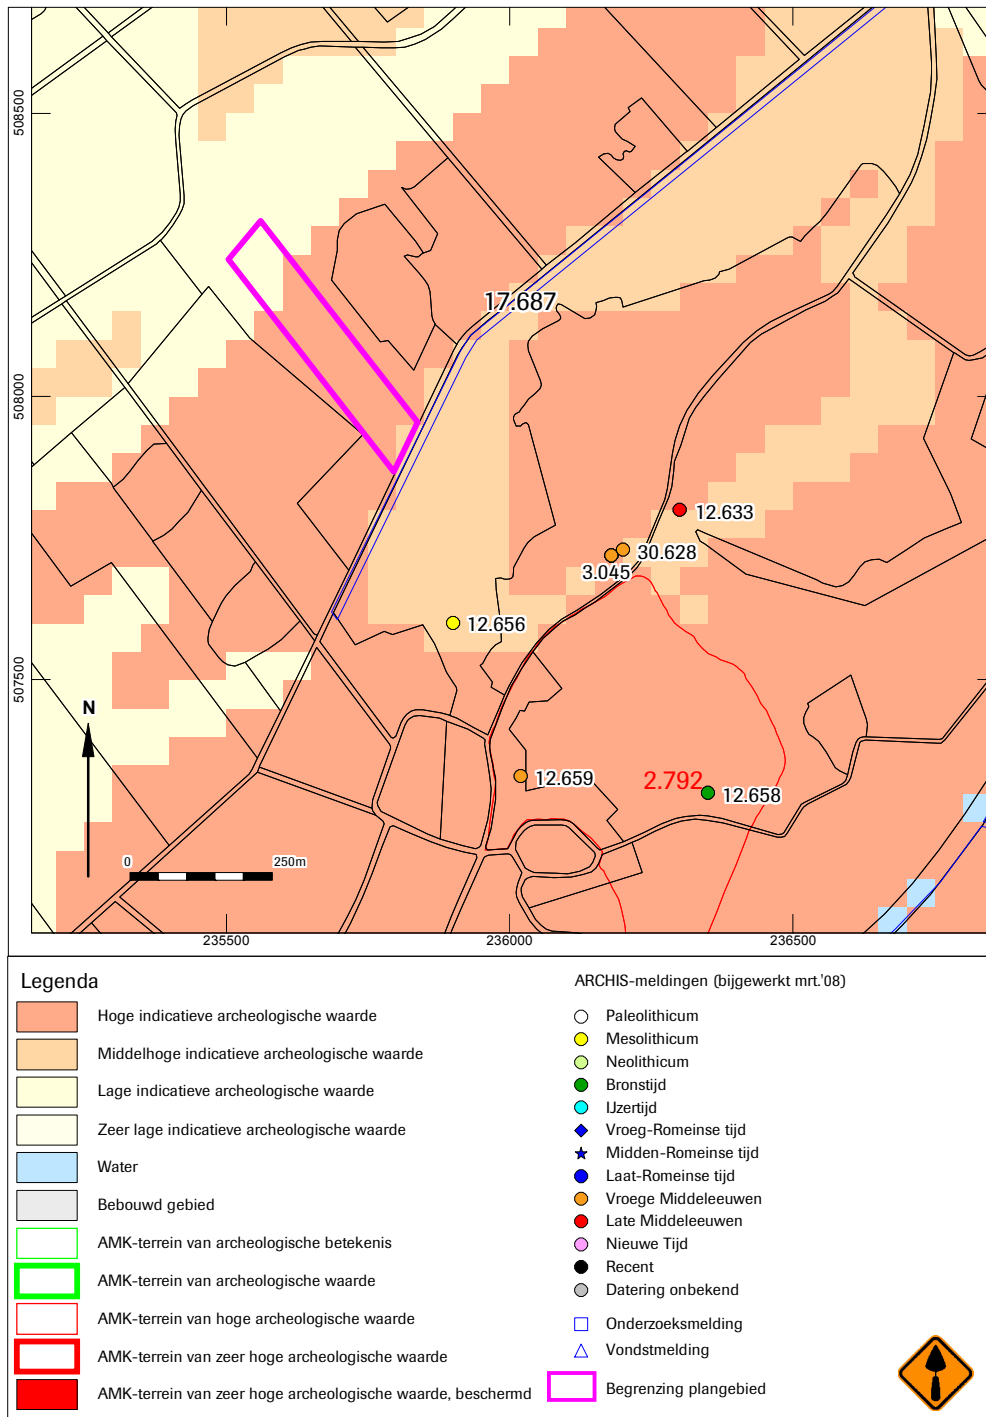 508500
17.687
508000
12.633
30.628
3.045
12.656
507500
N
12.659
2.792
12.658
0
250m
235500
236000
236500
Legenda
Hoge indicatieve archeologische waarde
Middelhoge indicatieve archeologische waarde
Lage indicatieve archeologische waarde
Zeer lage indicatieve archeologische waarde
Water
Bebouwd gebied
AMK-terrein van archeologische betekenis
AMK-terrein van archeologische waarde
AMK-terrein van hoge archeologische waarde
AMK-terrein van zeer hoge archeologische waarde
AMK-terrein van zeer hoge archeologische waarde, beschermd
ARCHIS-meldingen (bijgewerkt mrt.'08)
Paleolithicum
Mesolithicum
Neolithicum
Bronstijd
IJzertijd
Vroeg-Romeinse tijd
Midden-Romeinse tijd
Laat-Romeinse tijd
Vroege Middeleeuwen
Late Middeleeuwen
Nieuwe Tijd
Recent
Datering onbekend
Onderzoeksmelding
Vondstmelding
Begrenzing plangebied